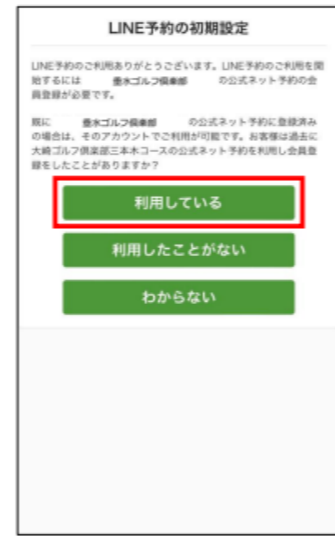 LINE予約の初期設定
LINE予約のご利用ありがとうございます。LINE予約のご利用を開
始するには 垂水ゴルフ倶楽部 の公式ネット予約の会
員登録が必要です。
既に 垂水ゴルフ倶楽部 の公式ネット予約に登録済み
の場合は、そのアカウントでご利用が可能です。お客様は過去に
大崎ゴルフ倶楽部三本木コースの公式ネット予約を利用し会員登
録をしたことがありますか？
利用している
利用したことがない
わからない